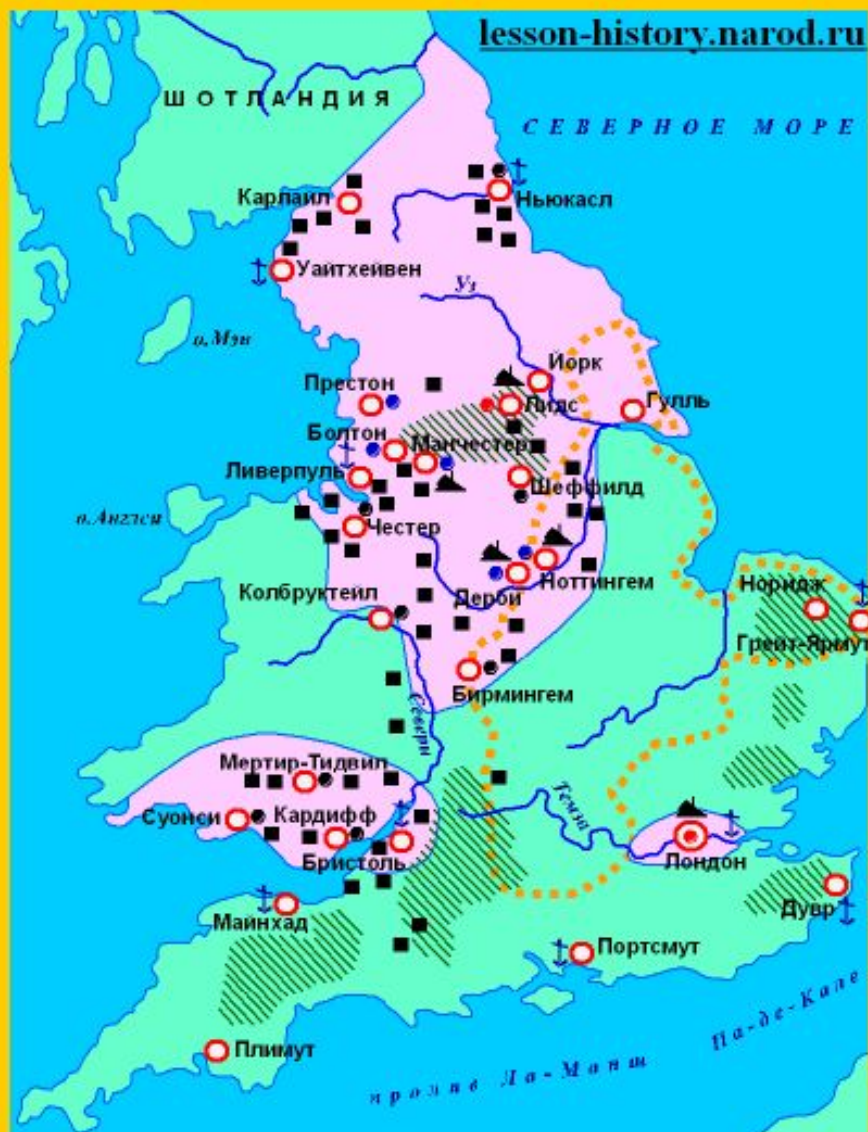 lesson-history.narod.ru
ШОТЛАНДИЯ
СЕВЕРНОЕ МОРЕ
Карлаил
Ньюкасл
Уайтхейвен
Уз
о.Мэн
Йорк
Престон
Лидс
Гулль
Болтон
Манчестер
Ливерпуль
Шеффилд
о.Англси
Честер
Колбруктейл
Дерби
Ноттингем
Норидж
Грейт-Ярмут
Бирмингем
Северн
Мертир-Тидвил
Темза
Суонси
Кардифф
Бристоль
Лондон
Майнхад
Дувр
Портсмут
Па-де-Кале
Плимут
пролив Ла-Манш